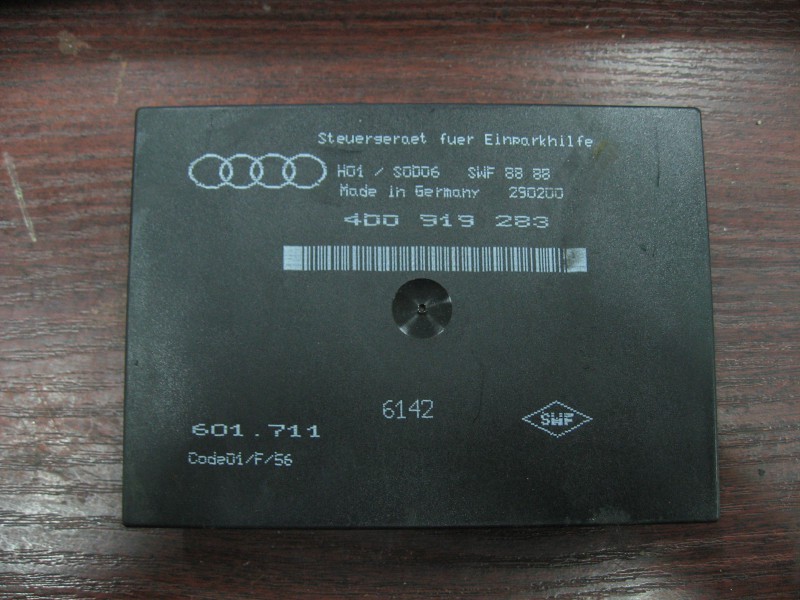 Steuergeraet fuer Einparkhilfe
H01 / S0D06 SWF 88 88
Made in Germany 290200
4D0 919 283
6142
SWF
601.711
Code01/F/56